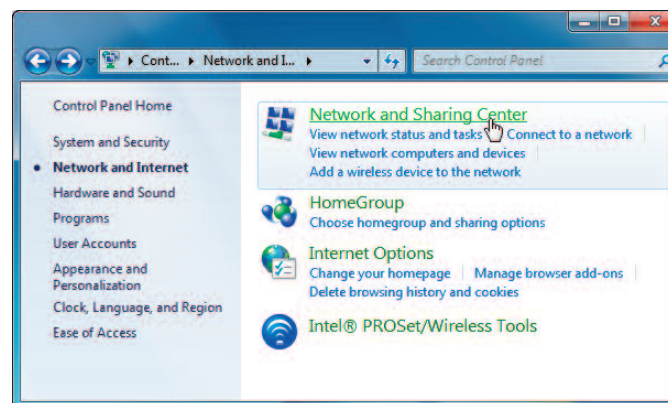 Cont... Network and I... Search Control Panel
Control Panel Home
System and Security
Network and Internet
Hardware and Sound
Programs
User Accounts
Appearance and
Personalization
Clock, Language, and Region
Ease of Access
Network and Sharing Center
View network status and tasks Connect to a network
View network computers and devices
Add a wireless device to the network
HomeGroup
Choose homegroup and sharing options
Internet Options
Change your homepage Manage browser add-ons
Delete browsing history and cookies
Intel® PROSet/Wireless Tools